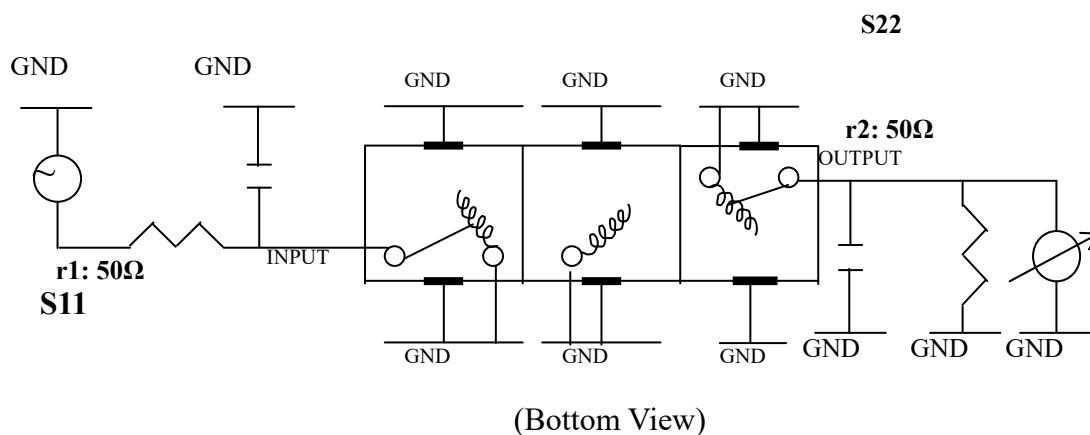 S22
GND
GND
GND
GND
GND
r2: 50Ω
OUTPUT
INPUT
r1: 50Ω
S11
GND
GND
GND
GND
GND
GND
(Bottom View)